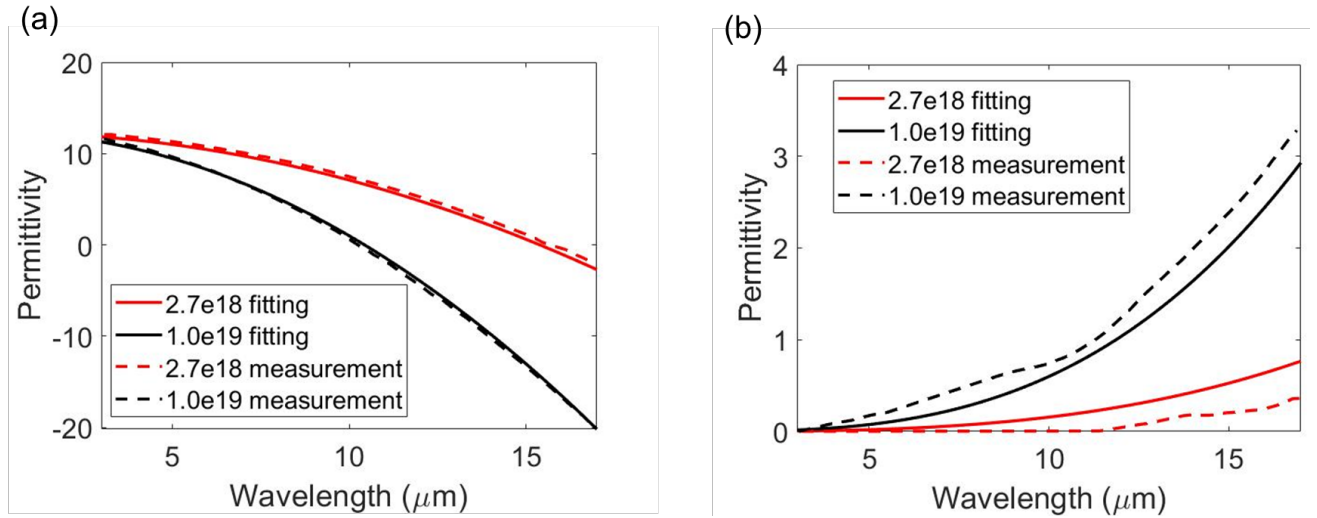 (a)
20
10
0
-10
-20
Permittivity
2.7e18 fitting
1.0e19 fitting
2.7e18 measurement
1.0e19 measurement
5
10
15
Wavelength (μm)
(b)
4
3
2
1
0
Permittivity
2.7e18 fitting
1.0e19 fitting
2.7e18 measurement
1.0e19 measurement
5
10
15
Wavelength (μm)